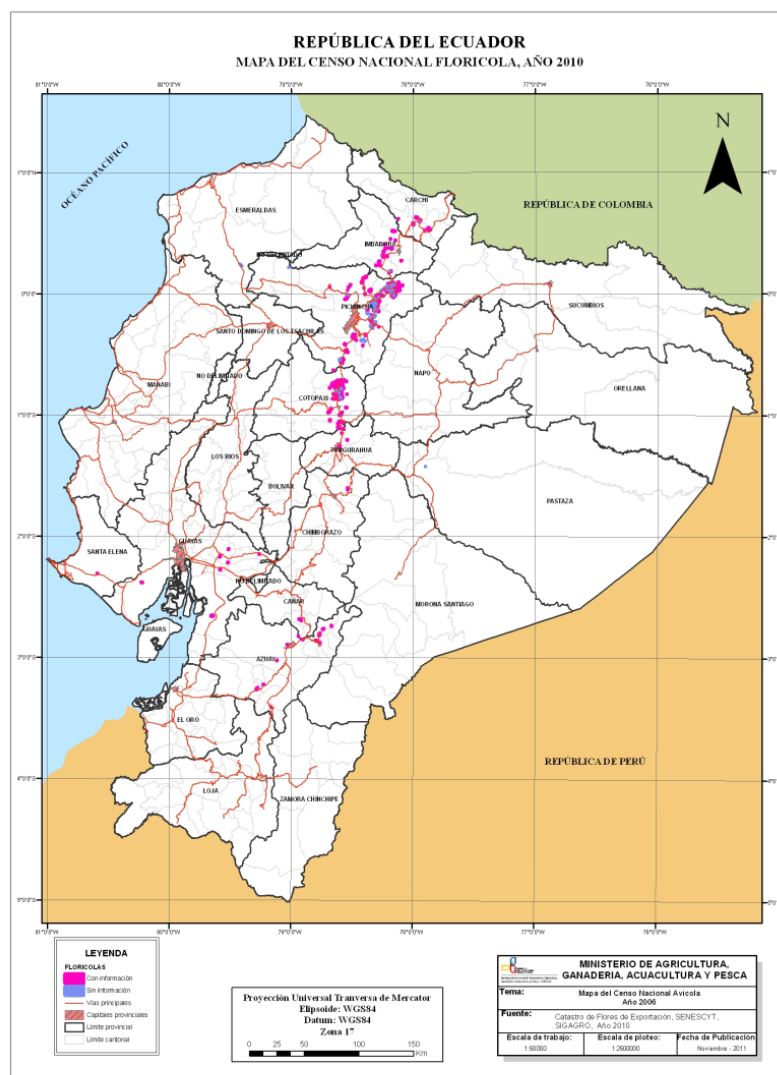 REPÚBLICA DEL ECUADOR
MAPA DEL CENSO NACIONAL FLORICOLA, AÑO 2010
81°0'0"W 80°0'0"W 79°0'0"W 78°0'0"W 77°0'0"W 76°0'0"W
OCÉANO PACÍFICO
N
1°0'0"S
CARCHI
REPÚBLICA DE COLOMBIA
ESMERALDAS
IMBABURA
NO DELIMITADO
0°0'0"S
SUCUMBIOS
PICHINCHA
SANTO DOMINGO DE LOS TSACHILAS
NAPO
NO DELIMITADO
MANABI
COTOPAXI
ORELLANA
1°0'0"S
TUNGURAHUA
LOS RIOS
BOLIVAR
PASTAZA
2°0'0"S
CHIMBORAZO
GUAYAS
SANTA ELENA
NO DELIMITADO
CAÑAR
MORONA SANTIAGO
GUAYAS
AZUAY
3°0'0"S
EL ORO
REPÚBLICA DE PERÚ
4°0'0"S
LOJA
ZAMORA CHINCHIPE
5°0'0"S
LEYENDA
FLORICOLAS
Con información
Sin información
Vías principales
Capitales provinciales
Límite provincial
Límite cantonal
Proyección Universal Tranversa de Mercator
Elipsoide: WGS84
Datum: WGS84
Zona 17
0 25 50 100 150
Km
MINISTERIO DE AGRICULTURA,
GANADERIA, ACUACULTURA Y PESCA
Tema: Mapa del Censo Nacional Avicola
Año 2006
Fuente: Catastro de Flores de Exportación, SENESCYT,
SIGAGRO, Año 2010
Escala de trabajo: Escala de ploteo: Fecha de Publicación
1:50000 1:2500000 Noviembre - 2011